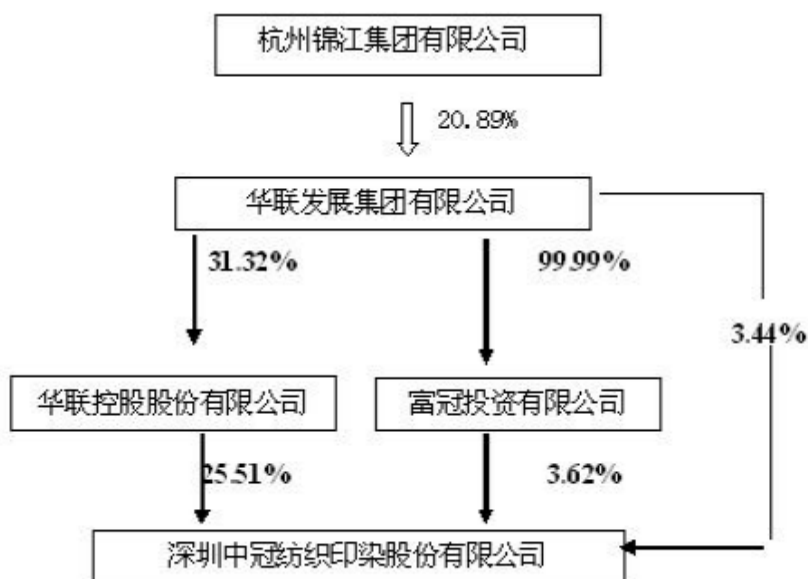 杭州锦江集团有限公司
20.89%
华联发展集团有限公司
31.32%
99.99%
3.44%
华联控股股份有限公司
富冠投资有限公司
25.51%
3.62%
深圳中冠纺织印染股份有限公司